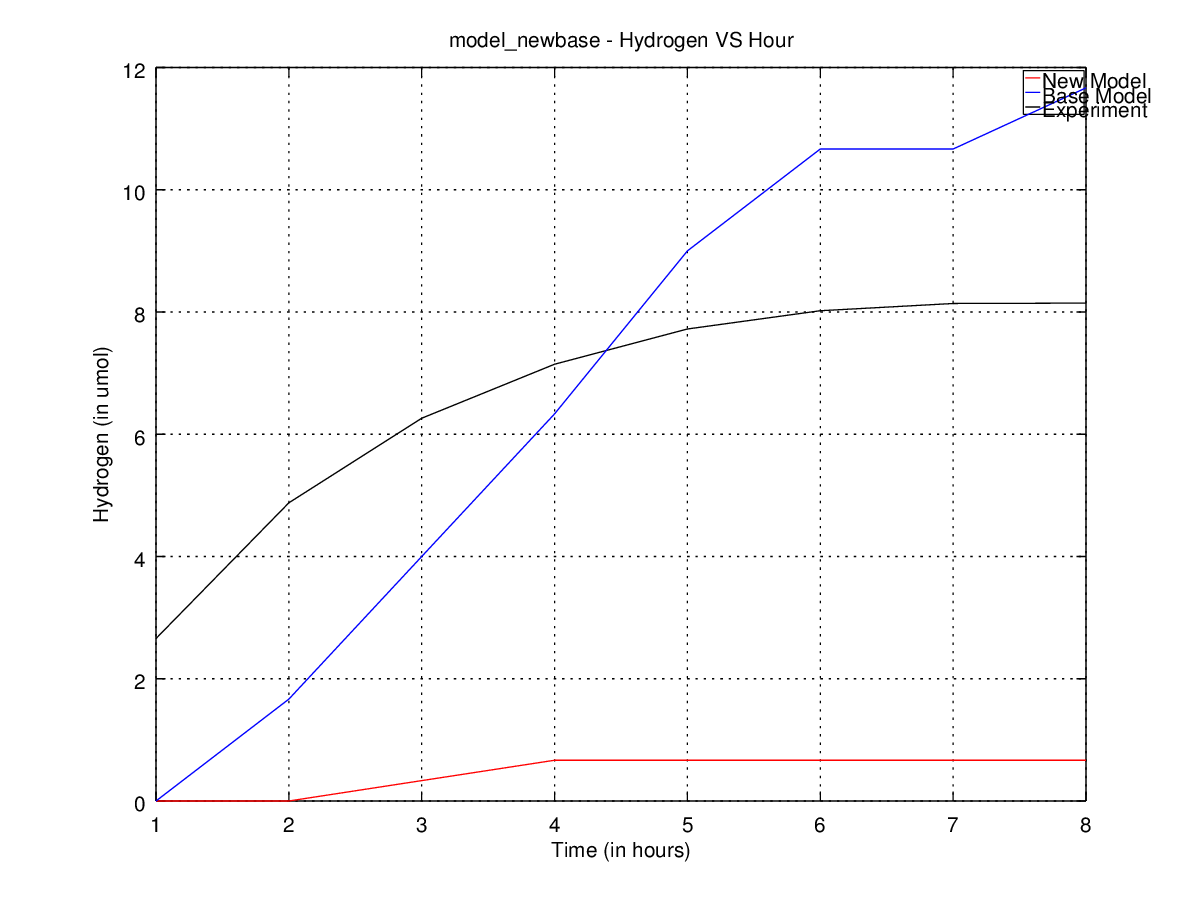 model_newbase - Hydrogen VS Hour
New Model
Base Model
Experiment
12
10
8
6
4
2
0
Hydrogen (in umol)
1 2 3 4 5 6 7 8
Time (in hours)